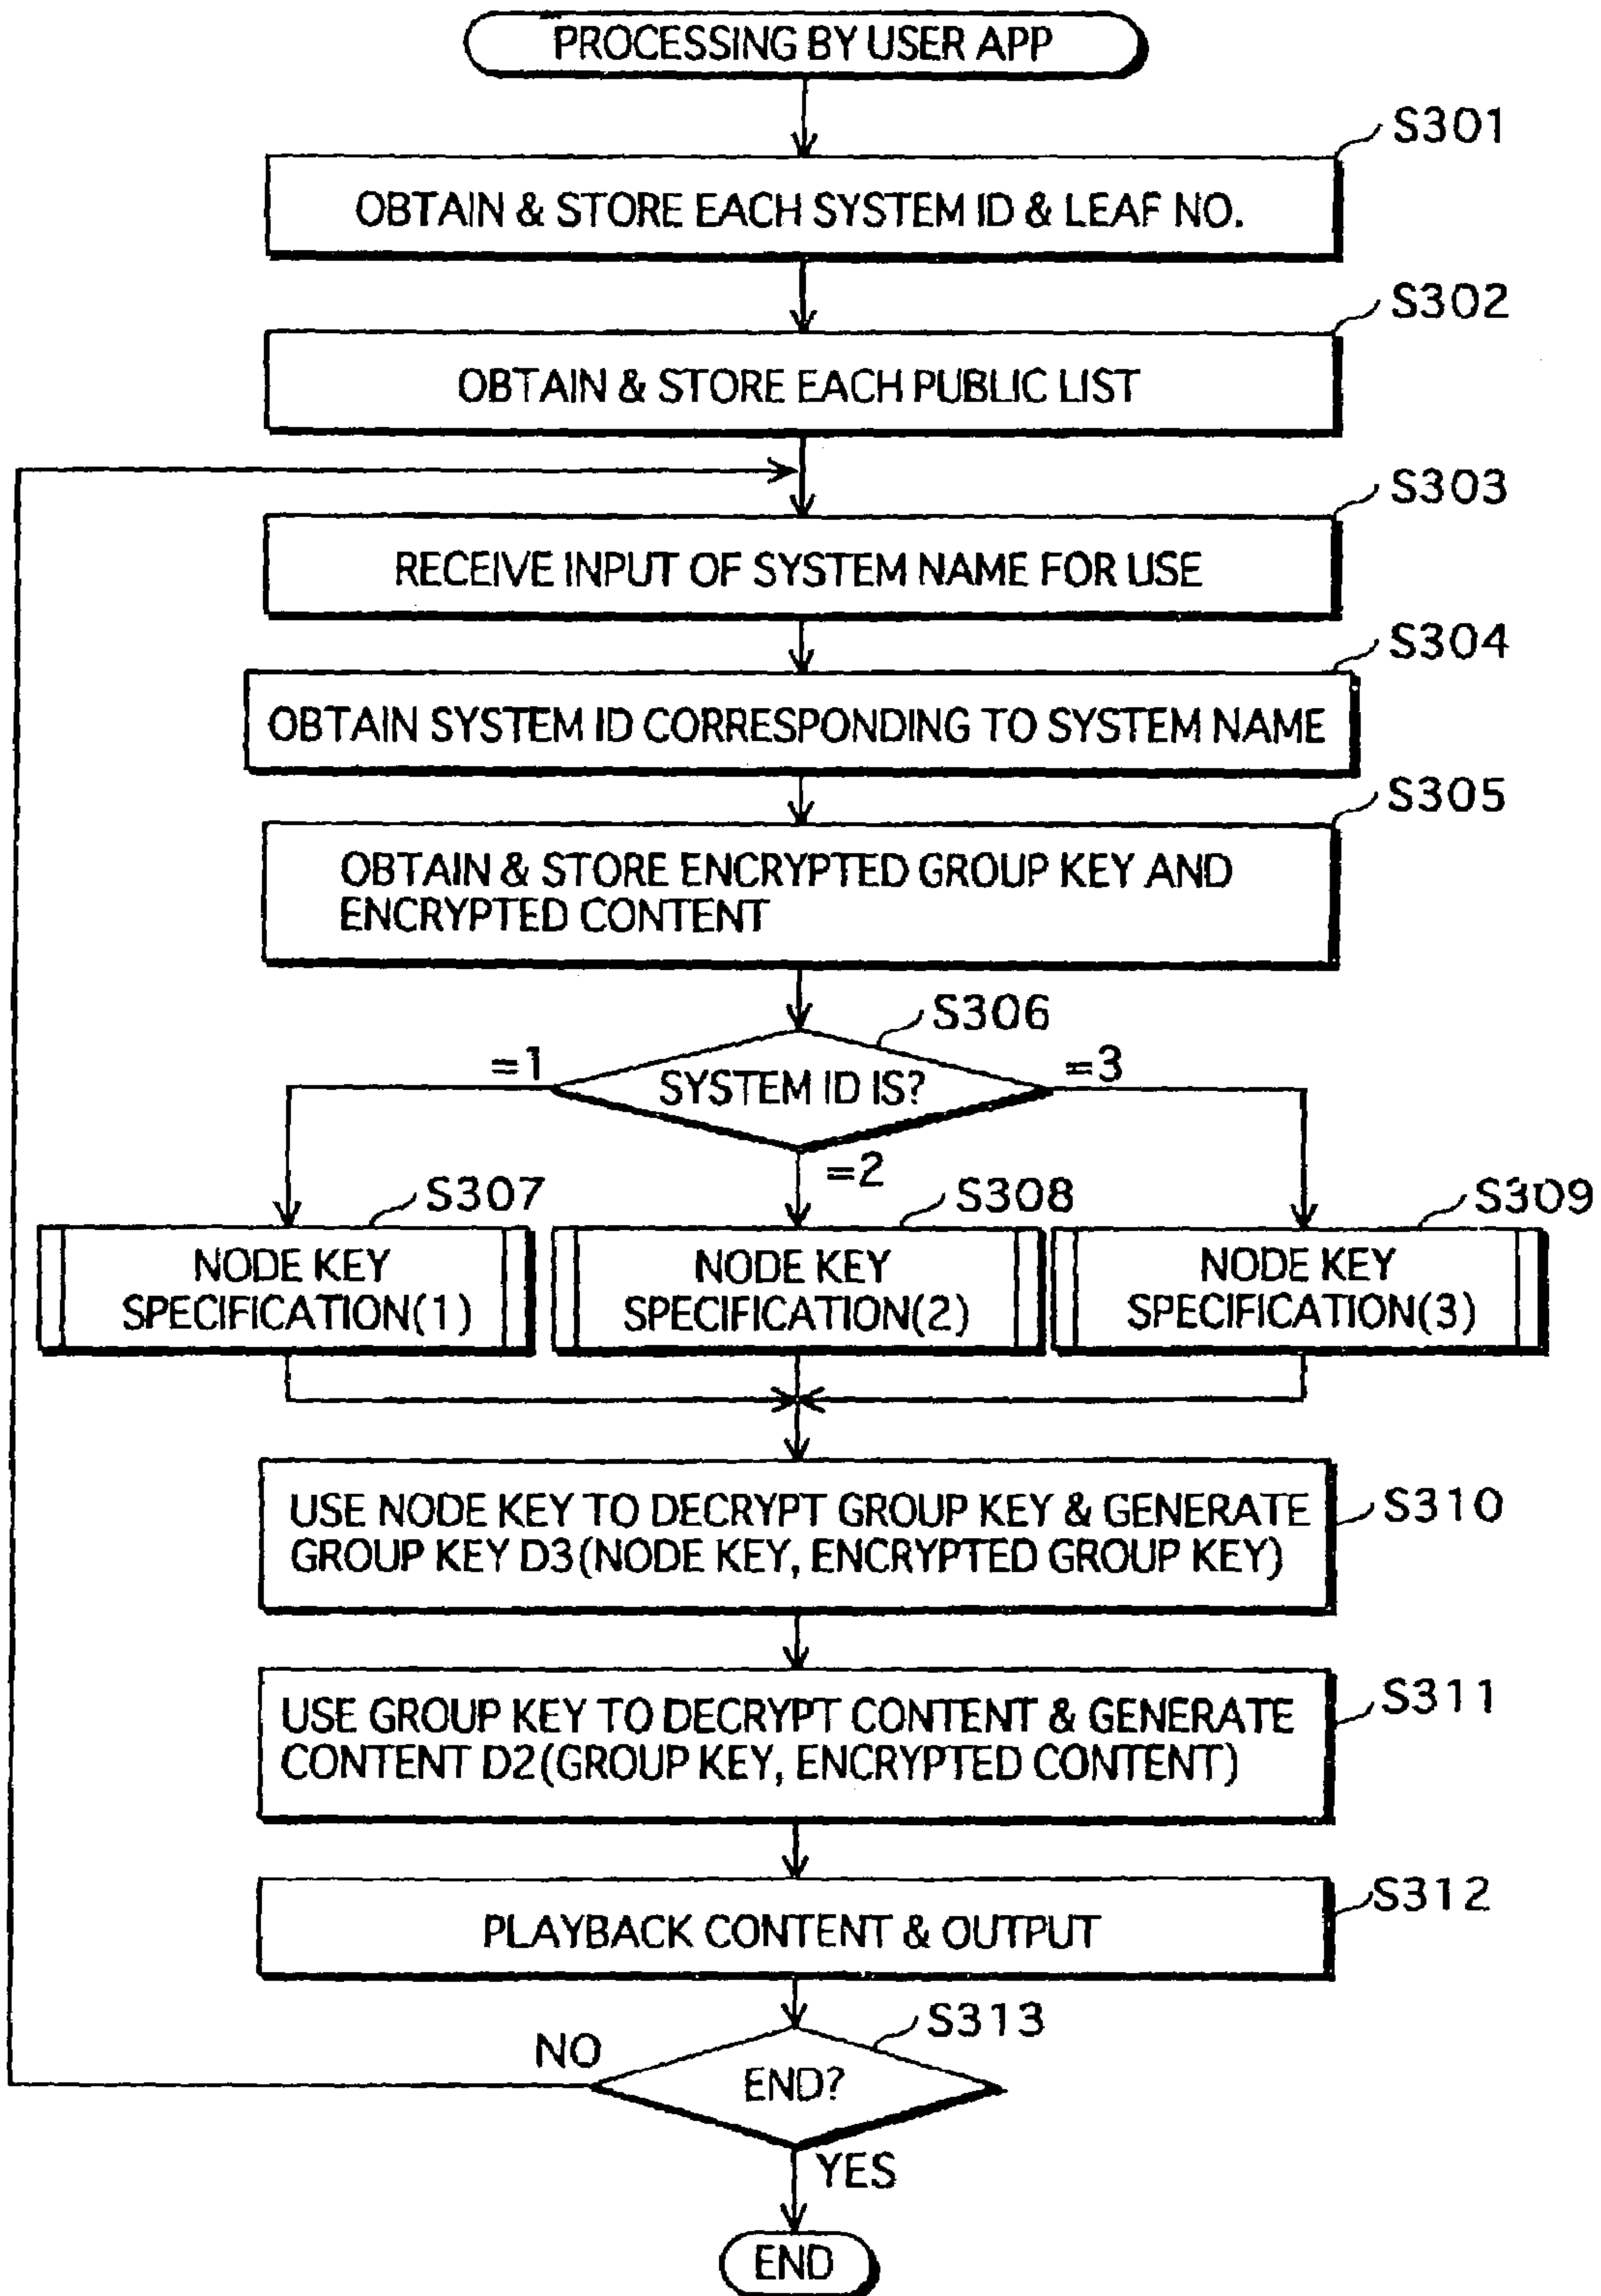 PROCESSING BY USER APP
S301
OBTAIN & STORE EACH SYSTEM ID & LEAF NO.
S302
OBTAIN & STORE EACH PUBLIC LIST
S303
RECEIVE INPUT OF SYSTEM NAME FOR USE
S304
OBTAIN SYSTEM ID CORRESPONDING TO SYSTEM NAME
S305
OBTAIN & STORE ENCRYPTED GROUP KEY AND
ENCRYPTED CONTENT
S306
=1
SYSTEM ID IS?
=3
=2
S307
NODE KEY
SPECIFICATION(1)
S308
NODE KEY
SPECIFICATION(2)
S309
NODE KEY
SPECIFICATION(3)
S310
USE NODE KEY TO DECRYPT GROUP KEY & GENERATE
GROUP KEY D3(NODE KEY, ENCRYPTED GROUP KEY)
S311
USE GROUP KEY TO DECRYPT CONTENT & GENERATE
CONTENT D2(GROUP KEY, ENCRYPTED CONTENT)
S312
PLAYBACK CONTENT & OUTPUT
S313
NO
END?
YES
END